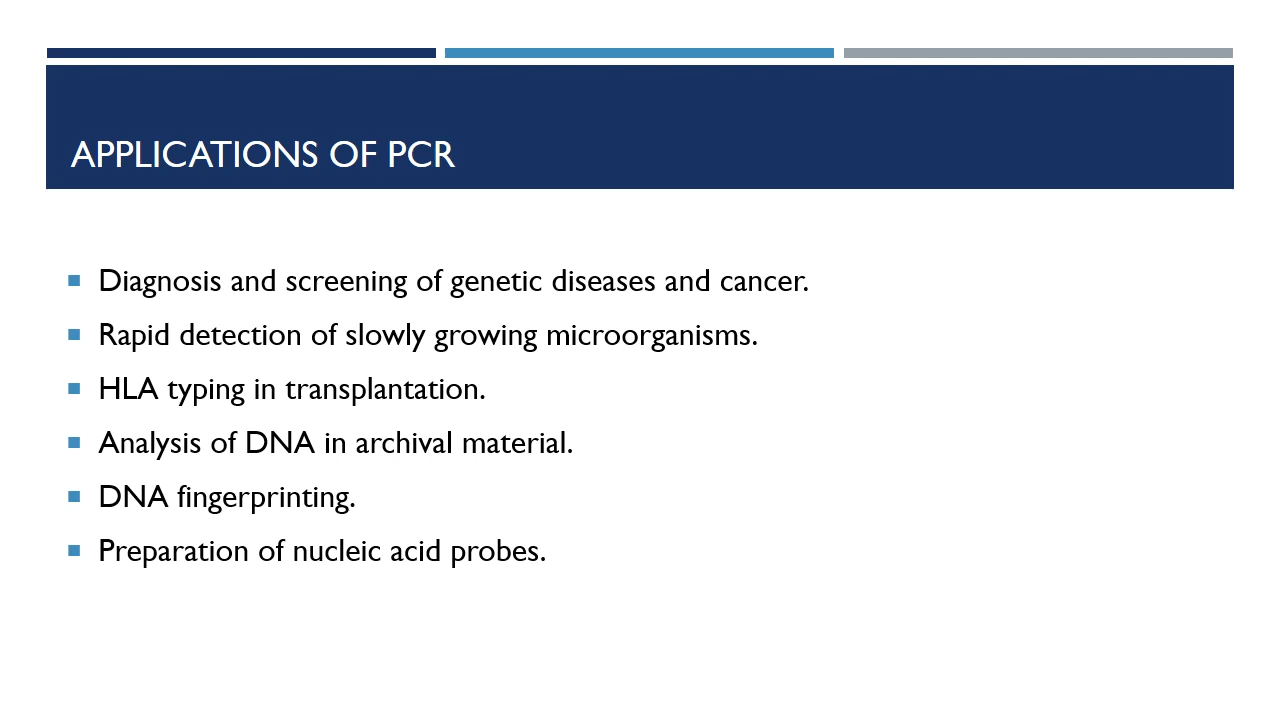 APPLICATIONS OF PCR
Diagnosis and screening of genetic diseases and cancer.
Rapid detection of slowly growing microorganisms.
HLA typing in transplantation.
Analysis of DNA in archival material.
DNA fingerprinting.
Preparation of nucleic acid probes.